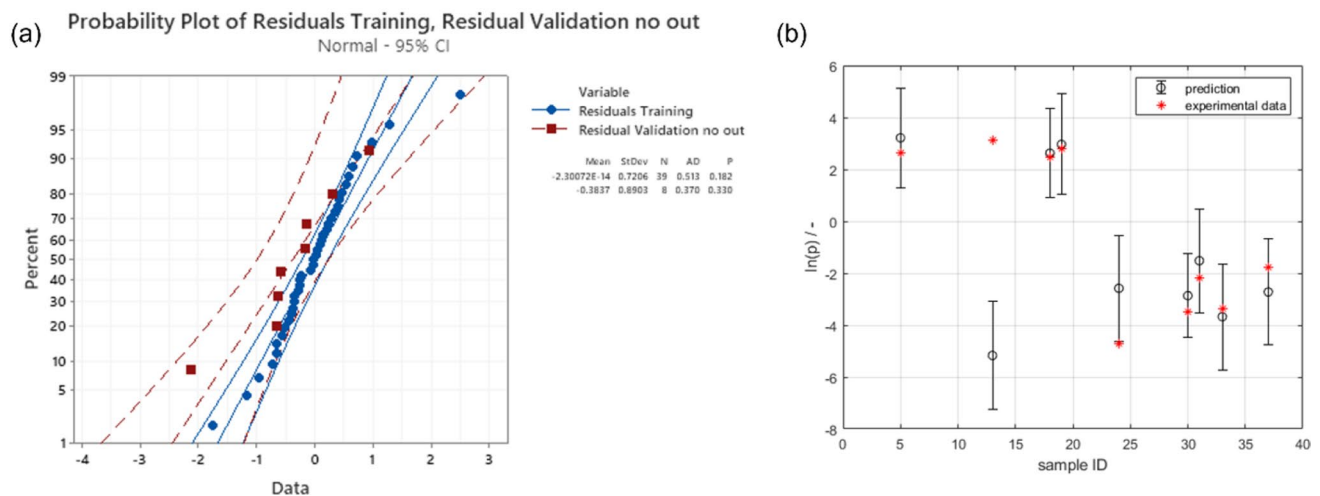 (a)
Probability Plot of Residuals Training, Residual Validation no out
Normal - 95% CI
99
95
90
80
70
60
50
40
30
20
10
5
1
Percent
-4 -3 -2 -1 0 1 2 3
Data
Variable
Residuals Training
Residual Validation no out
Mean StDev N AD P
-2.30072E-14 0.7206 39 0.513 0.182
-0.3837 0.8903 8 0.370 0.330
(b)
6
4
2
0
-2
-4
-6
-8
ln(p) / -
0 5 10 15 20 25 30 35 40
sample ID
prediction
experimental data